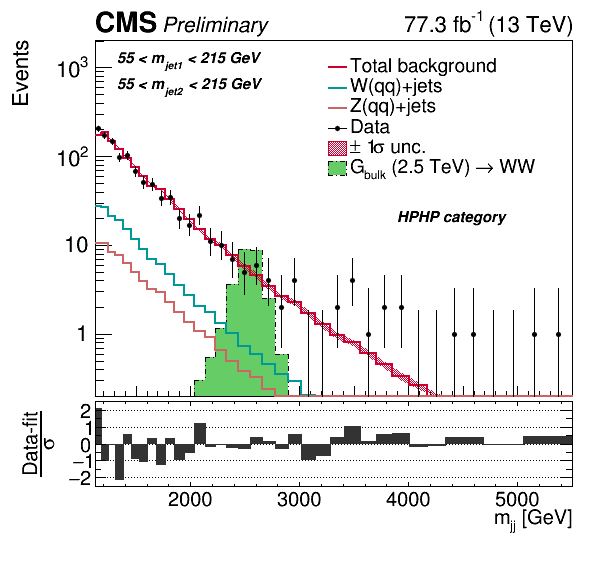 CMS Preliminary 77.3 fb⁻¹ (13 TeV)
Events
10³
10²
10
1
55 < m_jet1 < 215 GeV
55 < m_jet2 < 215 GeV
Total background
W(qq)+jets
Z(qq)+jets
Data
± 1σ unc.
G_bulk (2.5 TeV) → WW
HPHP category
Data-fit
σ
2
1
0
−1
−2
2000 3000 4000 5000
m_jj [GeV]